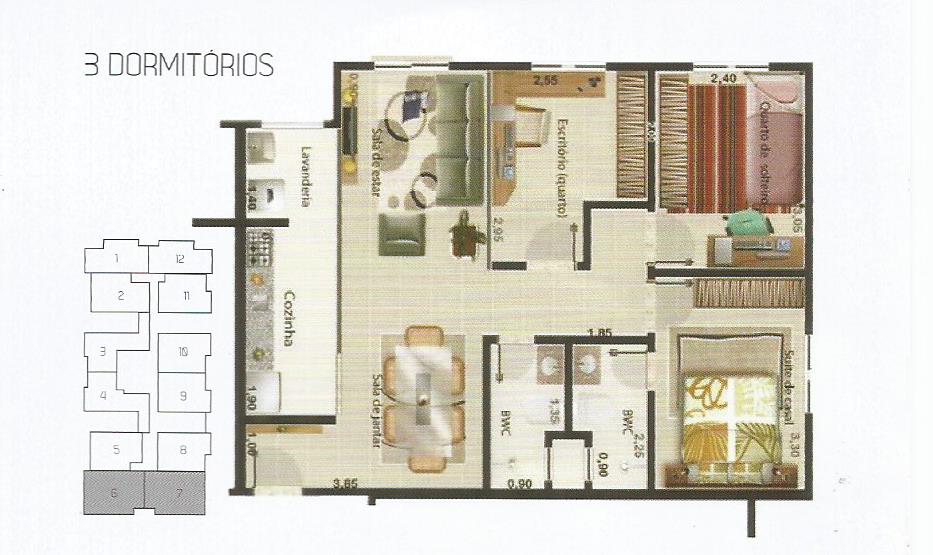 3 DORMITÓRIOS
2,55
2,40
Lavanderia
Sala de estar
Escritório (quarto)
Quarto de solteiro
1,40
2,95
3,05
Cozinha
1,90
1,85
Sala de jantar
Suíte de casal
BWC
1,35
BWC
2,25
3,30
1,00
0,90
3,85
0,90
1
12
2
11
3
10
4
9
5
8
6
7